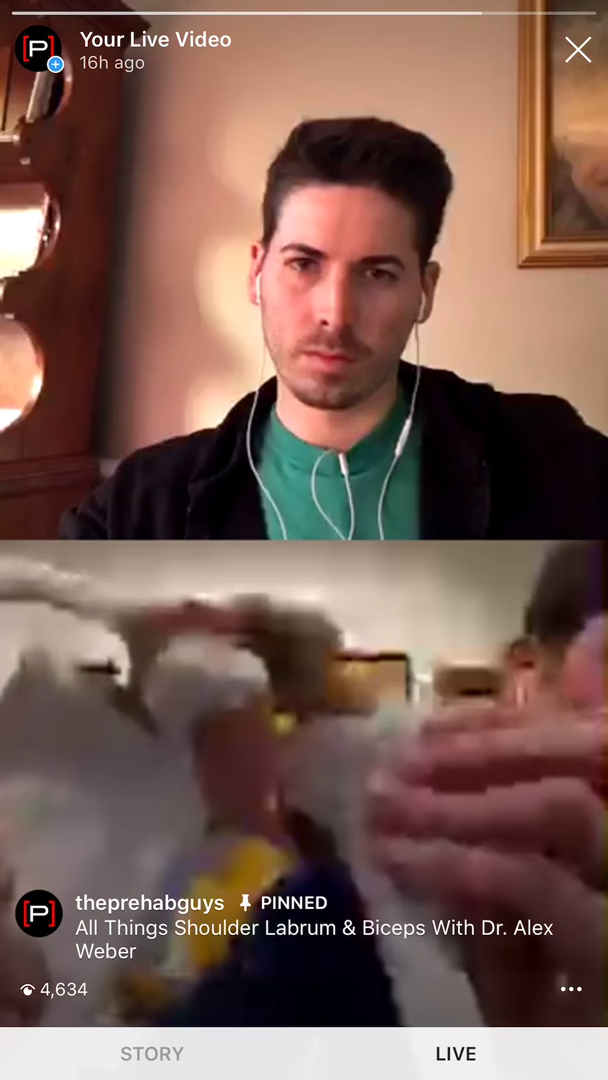 [P]
Your Live Video
16h ago
[P]
theprehabguys PINNED
All Things Shoulder Labrum & Biceps With Dr. Alex
Weber
4,634
STORY LIVE